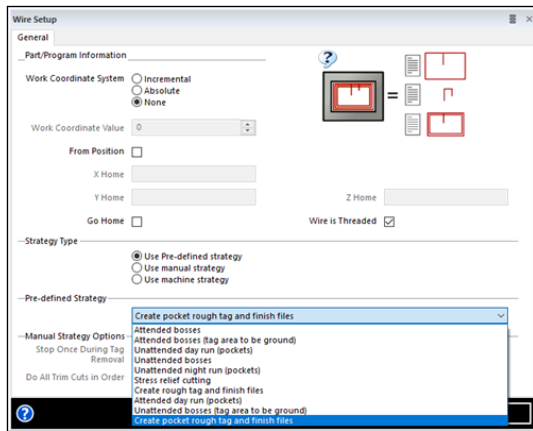 Wire Setup
General
Part/Program Information
Work Coordinate System
Incremental
Absolute
None
Work Coordinate Value
0
From Position
X Home
Y Home
Z Home
Go Home
Wire is Threaded
Strategy Type
Use Pre-defined strategy
Use manual strategy
Use machine strategy
Pre-defined Strategy
Create pocket rough tag and finish files
Attended bosses
Attended bosses (tag area to be ground)
Unattended day run (pockets)
Unattended bosses
Unattended night run (pockets)
Stress relief cutting
Create rough tag and finish files
Attended day run (pockets)
Unattended bosses (tag area to be ground)
Create pocket rough tag and finish files
Manual Strategy Options
Stop Once During Tag
Removal
Do All Trim Cuts in Order